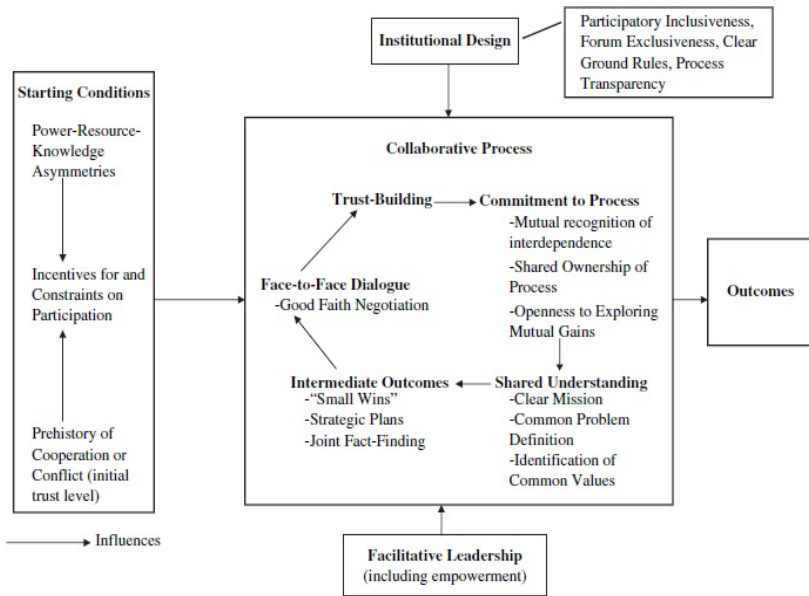 Institutional Design
Participatory Inclusiveness,
Forum Exclusiveness, Clear
Ground Rules, Process
Transparency
Starting Conditions
Power-Resource-
Knowledge
Asymmetries
Incentives for and
Constraints on
Participation
Prehistory of
Cooperation or
Conflict (initial
trust level)
Influences
Collaborative Process
Trust-Building
Commitment to Process
-Mutual recognition of
interdependence
-Shared Ownership of
Process
-Openness to Exploring
Mutual Gains
Face-to-Face Dialogue
-Good Faith Negotiation
Intermediate Outcomes
-“Small Wins”
-Strategic Plans
-Joint Fact-Finding
Shared Understanding
-Clear Mission
-Common Problem
Definition
-Identification of
Common Values
Outcomes
Facilitative Leadership
(including empowerment)